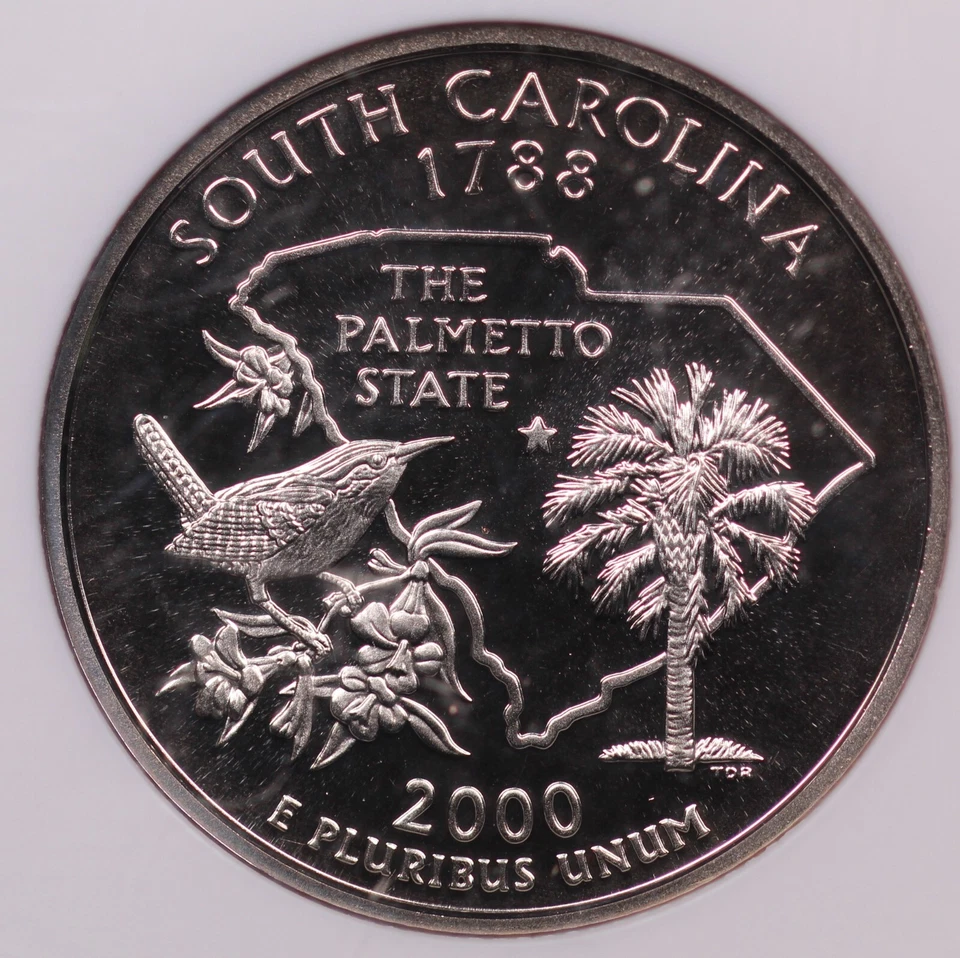 SOUTH CAROLINA
1788
THE
PALMETTO
STATE
TDR
2000
E PLURIBUS UNUM